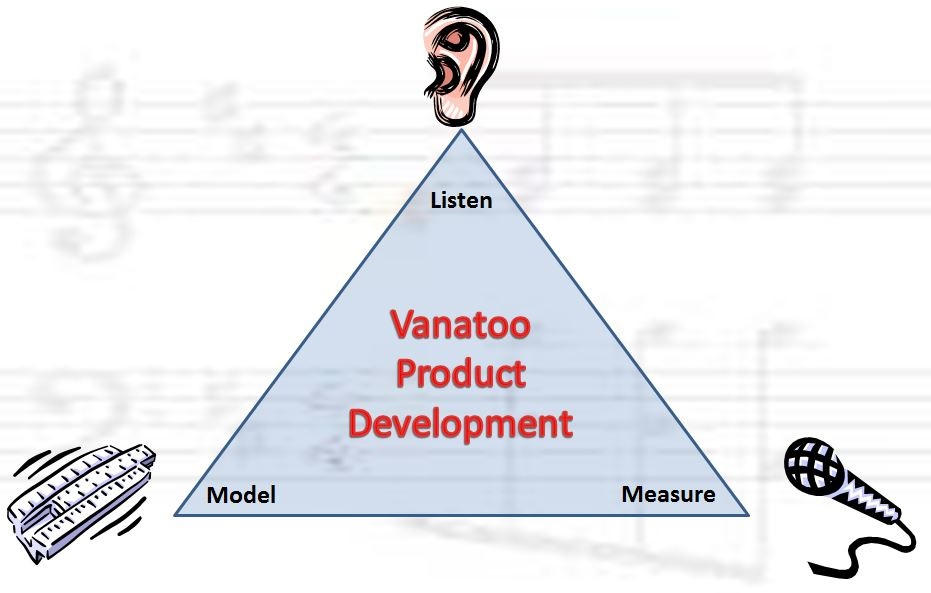 Listen
Vanatoo
Product
Development
Model
Measure